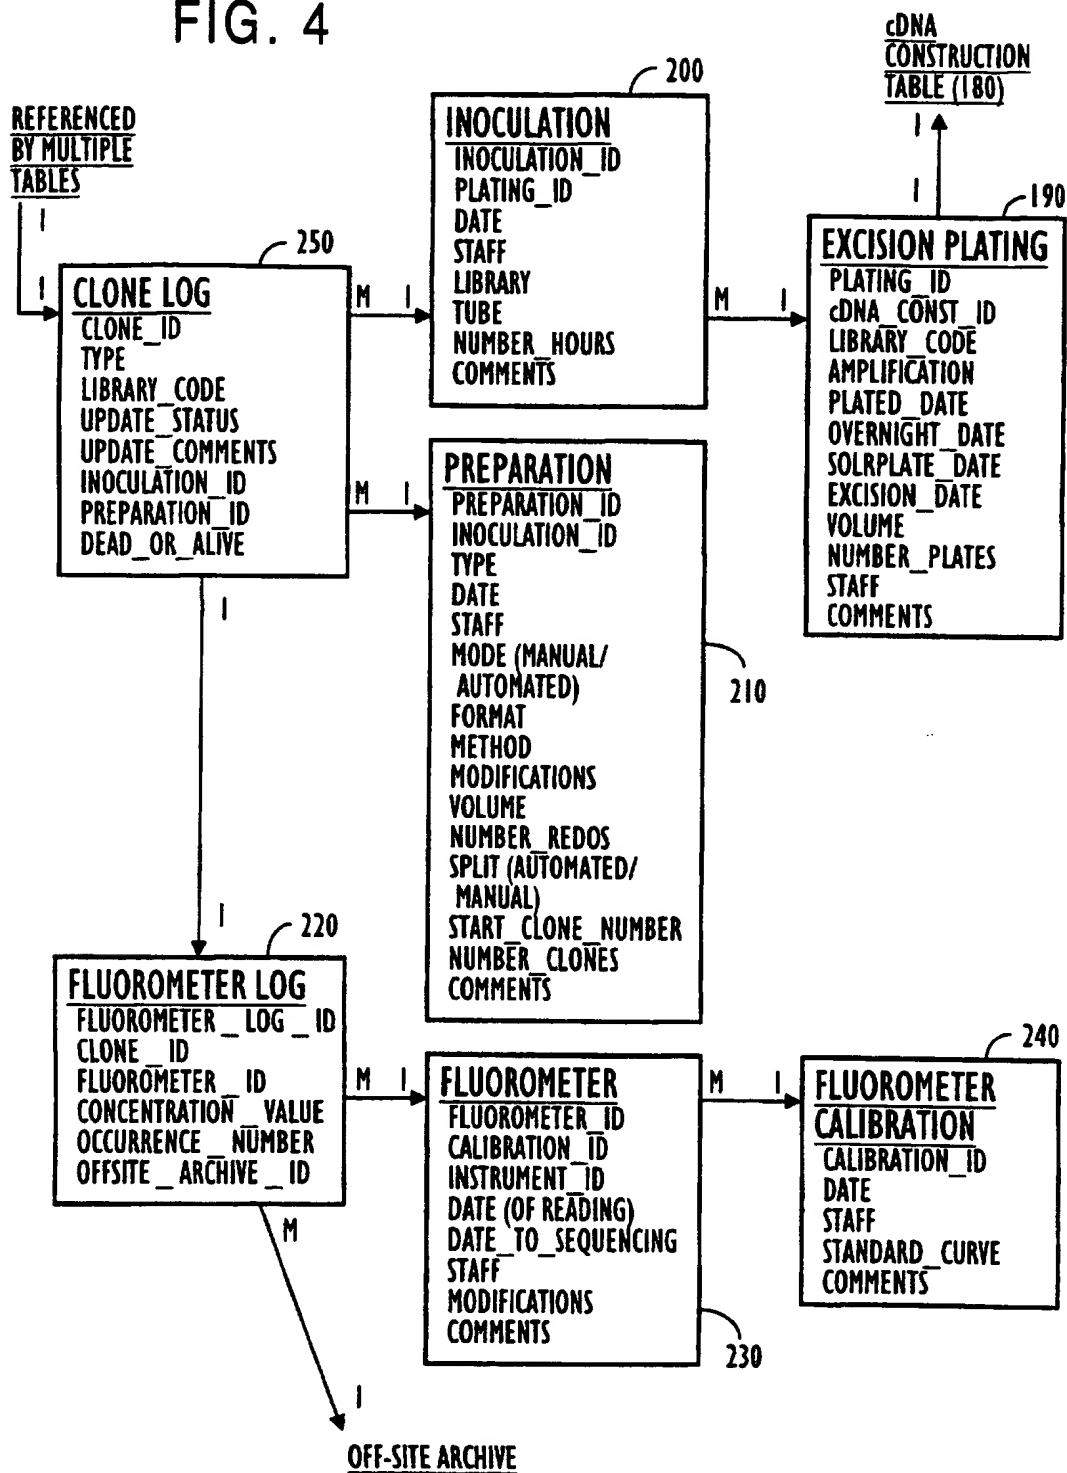 FIG. 4
cDNA
CONSTRUCTION
TABLE (180)
REFERENCED
BY MULTIPLE
TABLES
1
1
200
INOCULATION
INOCULATION_ID
PLATING_ID
DATE
STAFF
LIBRARY
TUBE
NUMBER_HOURS
COMMENTS
1
1
190
EXCISION PLATING
PLATING_ID
cDNA_CONST_ID
LIBRARY_CODE
AMPLIFICATION
PLATED_DATE
OVERNIGHT_DATE
SOLRPLATE_DATE
EXCISION_DATE
VOLUME
NUMBER_PLATES
STAFF
COMMENTS
250
CLONE LOG
CLONE_ID
TYPE
LIBRARY_CODE
UPDATE_STATUS
UPDATE_COMMENTS
INOCULATION_ID
PREPARATION_ID
DEAD_OR_ALIVE
M 1
M 1
M 1
PREPARATION
PREPARATION_ID
INOCULATION_ID
TYPE
DATE
STAFF
MODE (MANUAL/
AUTOMATED)
FORMAT
METHOD
MODIFICATIONS
VOLUME
NUMBER_REDOS
SPLIT (AUTOMATED/
MANUAL)
START_CLONE_NUMBER
NUMBER_CLONES
COMMENTS
210
1
1
220
FLUOROMETER LOG
FLUOROMETER_LOG_ID
CLONE_ID
FLUOROMETER_ID
CONCENTRATION_VALUE
OCCURRENCE_NUMBER
OFFSITE_ARCHIVE_ID
M 1
FLUOROMETER
FLUOROMETER_ID
CALIBRATION_ID
INSTRUMENT_ID
DATE (OF READING)
DATE_TO_SEQUENCING
STAFF
MODIFICATIONS
COMMENTS
230
M 1
240
FLUOROMETER
CALIBRATION
CALIBRATION_ID
DATE
STAFF
STANDARD_CURVE
COMMENTS
M
1
OFF-SITE ARCHIVE